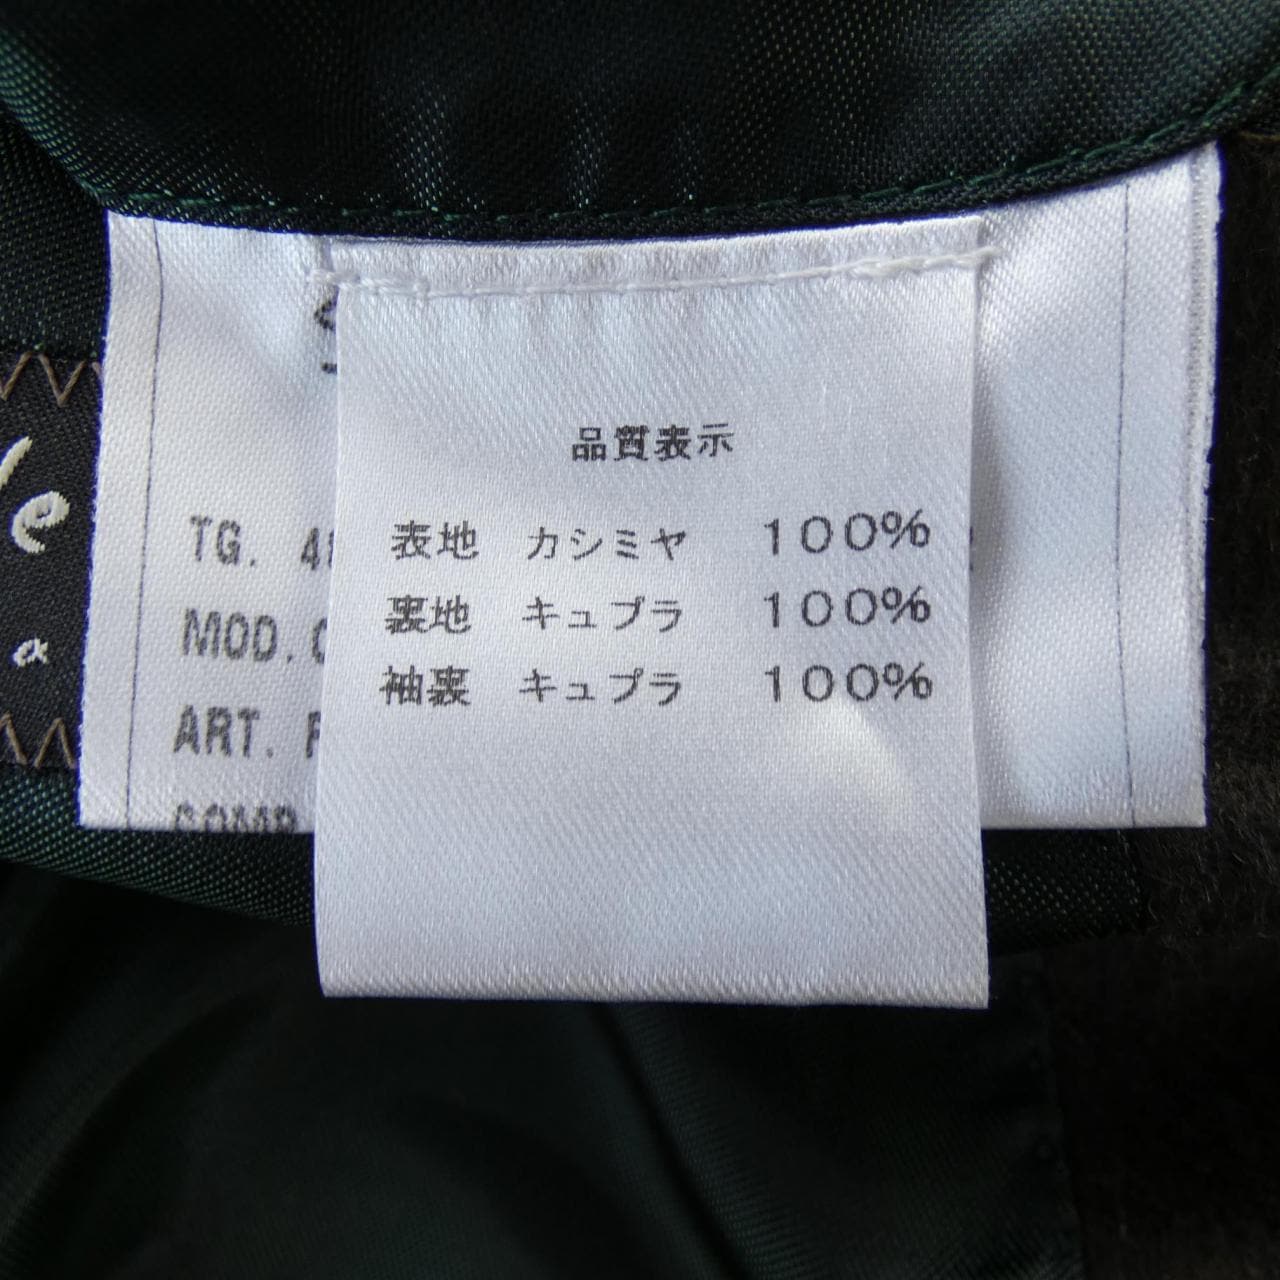 品質表示
表地 カシミヤ 100%
裏地 キュプラ 100%
袖裏 キュプラ 100%
TG.
MOD.
ART.